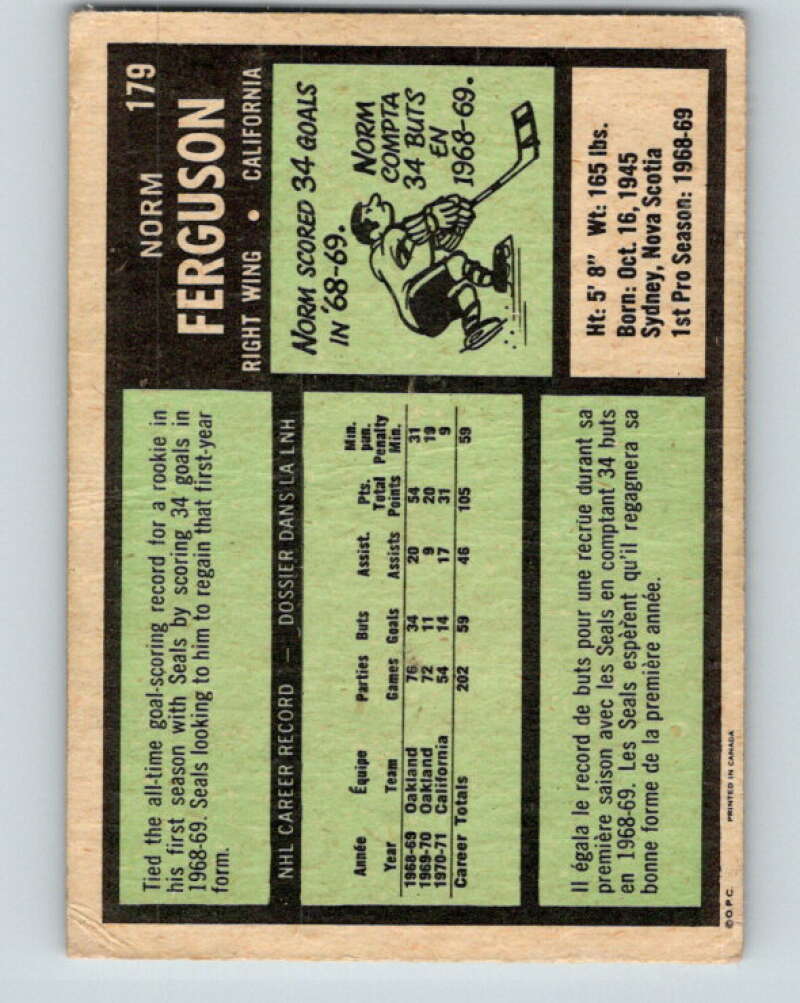 179
NORM
FERGUSON
RIGHT WING • CALIFORNIA
Tied the all-time goal-scoring record for a rookie in
his first season with Seals by scoring 34 goals in
1968-69. Seals looking to him to regain that first-year
form.
NORM SCORED 34 GOALS
IN '68-69.
NORM
COMPTA
34 BUTS
EN
1968-69.
NHL CAREER RECORD — DOSSIER DANS LA LNH
Année Équipe Parties Buts Assist. Pts. Min. pun.
Year Team Games Goals Assists Total Points Penalty Min.
1968-69 Oakland 76 34 20 54 31
1969-70 Oakland 72 11 9 20 19
1970-71 California 54 14 17 31 9
Career Totals 202 59 46 105 59
Ht: 5' 8" Wt: 165 lbs.
Born: Oct. 16, 1945
Sydney, Nova Scotia
1st Pro Season: 1968-69
Il égala le record de buts pour une recrue durant sa
première saison avec les Seals en comptant 34 buts
en 1968-69. Les Seals espèrent qu'il regagnera sa
bonne forme de la première année.
© O.P.C. PRINTED IN CANADA